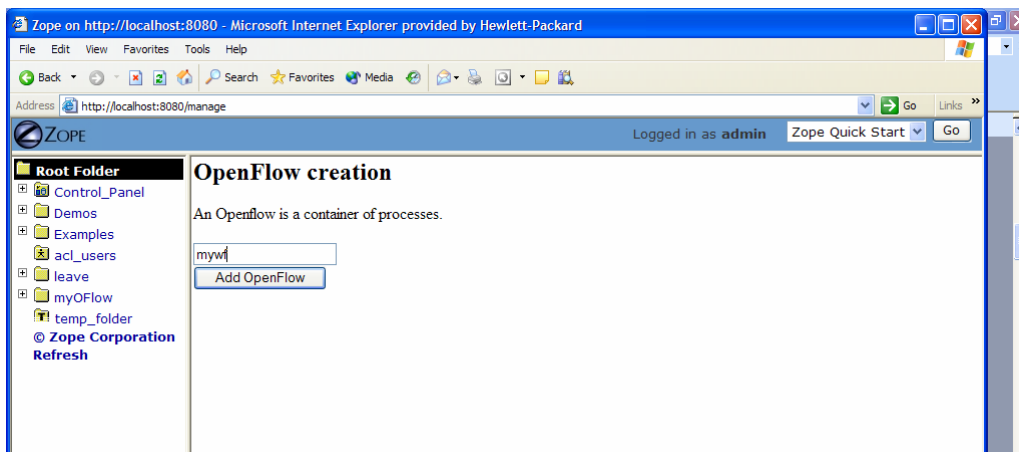 Zope on http://localhost:8080 - Microsoft Internet Explorer provided by Hewlett-Packard
File Edit View Favorites Tools Help
Back Search Favorites Media
Address http://localhost:8080/manage Go Links »
ZOPE Logged in as admin Zope Quick Start Go
Root Folder
Control_Panel
Demos
Examples
acl_users
leave
myOFlow
temp_folder
© Zope Corporation
Refresh
OpenFlow creation
An Openflow is a container of processes.
mywf
Add OpenFlow